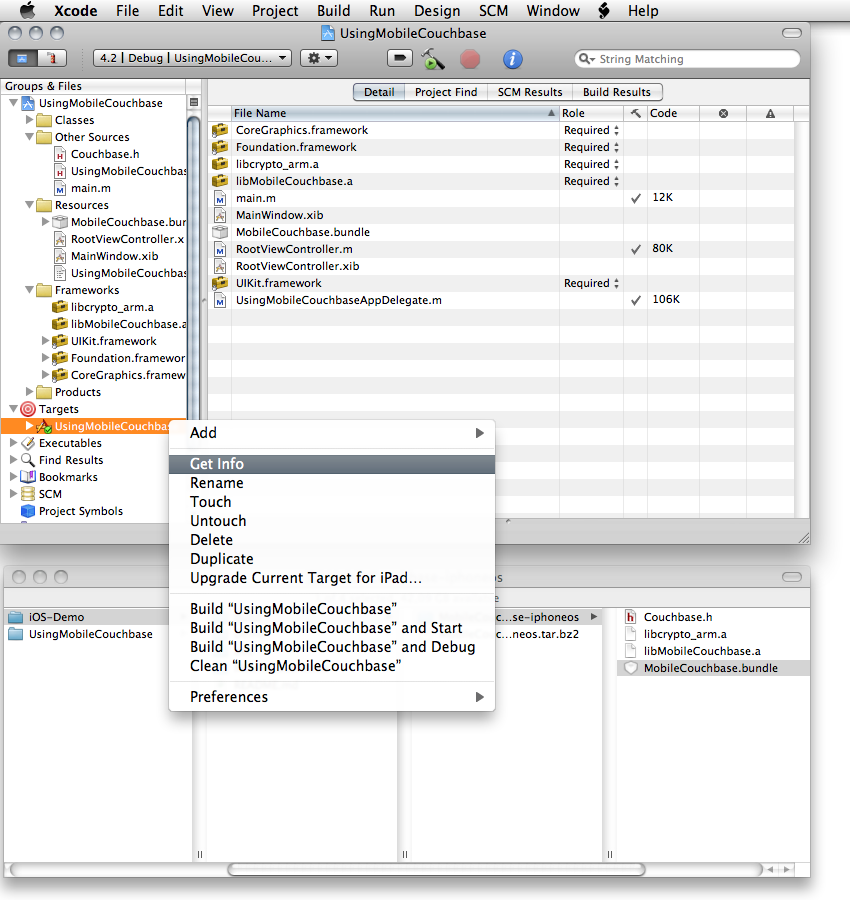 Xcode File Edit View Project Build Run Design SCM Window Help
UsingMobileCouchbase
4.2 | Debug | UsingMobileCou...
String Matching
Groups & Files
UsingMobileCouchbase
Classes
Other Sources
Couchbase.h
UsingMobileCouchbas
main.m
Resources
MobileCouchbase.bur
RootViewController.x
MainWindow.xib
UsingMobileCouchbas
Frameworks
libcrypto_arm.a
libMobileCouchbase.a
UIKit.framework
Foundation.framewor
CoreGraphics.framew
Products
Targets
UsingMobileCouchbas
Executables
Find Results
Bookmarks
SCM
Project Symbols
Detail Project Find SCM Results Build Results
File Name Role Code
CoreGraphics.framework Required
Foundation.framework Required
libcrypto_arm.a Required
libMobileCouchbase.a Required
main.m 12K
MainWindow.xib
MobileCouchbase.bundle
RootViewController.m 80K
RootViewController.xib
UIKit.framework Required
UsingMobileCouchbaseAppDelegate.m 106K
Add
Get Info
Rename
Touch
Untouch
Delete
Duplicate
Upgrade Current Target for iPad...
Build “UsingMobileCouchbase”
Build “UsingMobileCouchbase” and Start
Build “UsingMobileCouchbase” and Debug
Clean “UsingMobileCouchbase”
Preferences
iOS-Demo
UsingMobileCouchbase
...se-iphoneos
...neos.tar.bz2
Couchbase.h
libcrypto_arm.a
libMobileCouchbase.a
MobileCouchbase.bundle